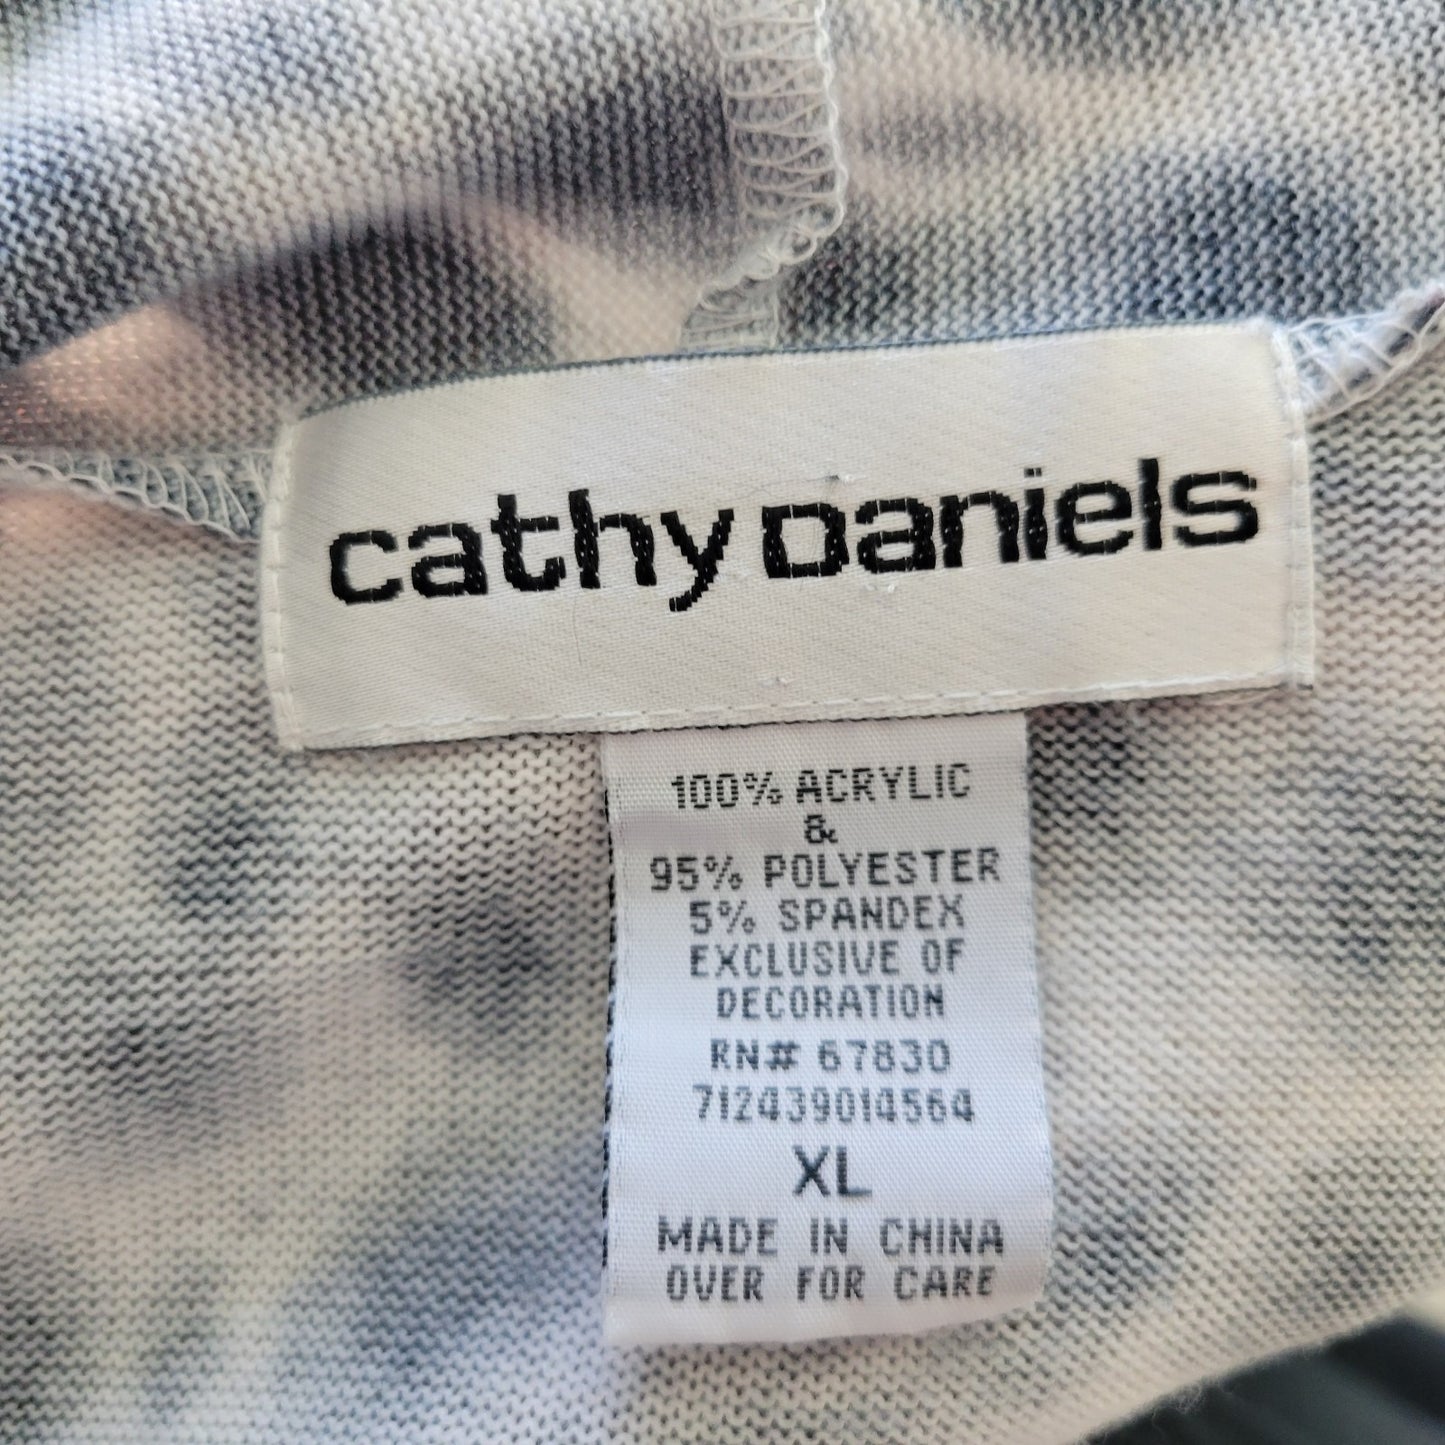 cathy Daniels
100% ACRYLIC
&
95% POLYESTER
5% SPANDEX
EXCLUSIVE OF
DECORATION
RN# 67830
712439014564
XL
MADE IN CHINA
OVER FOR CARE